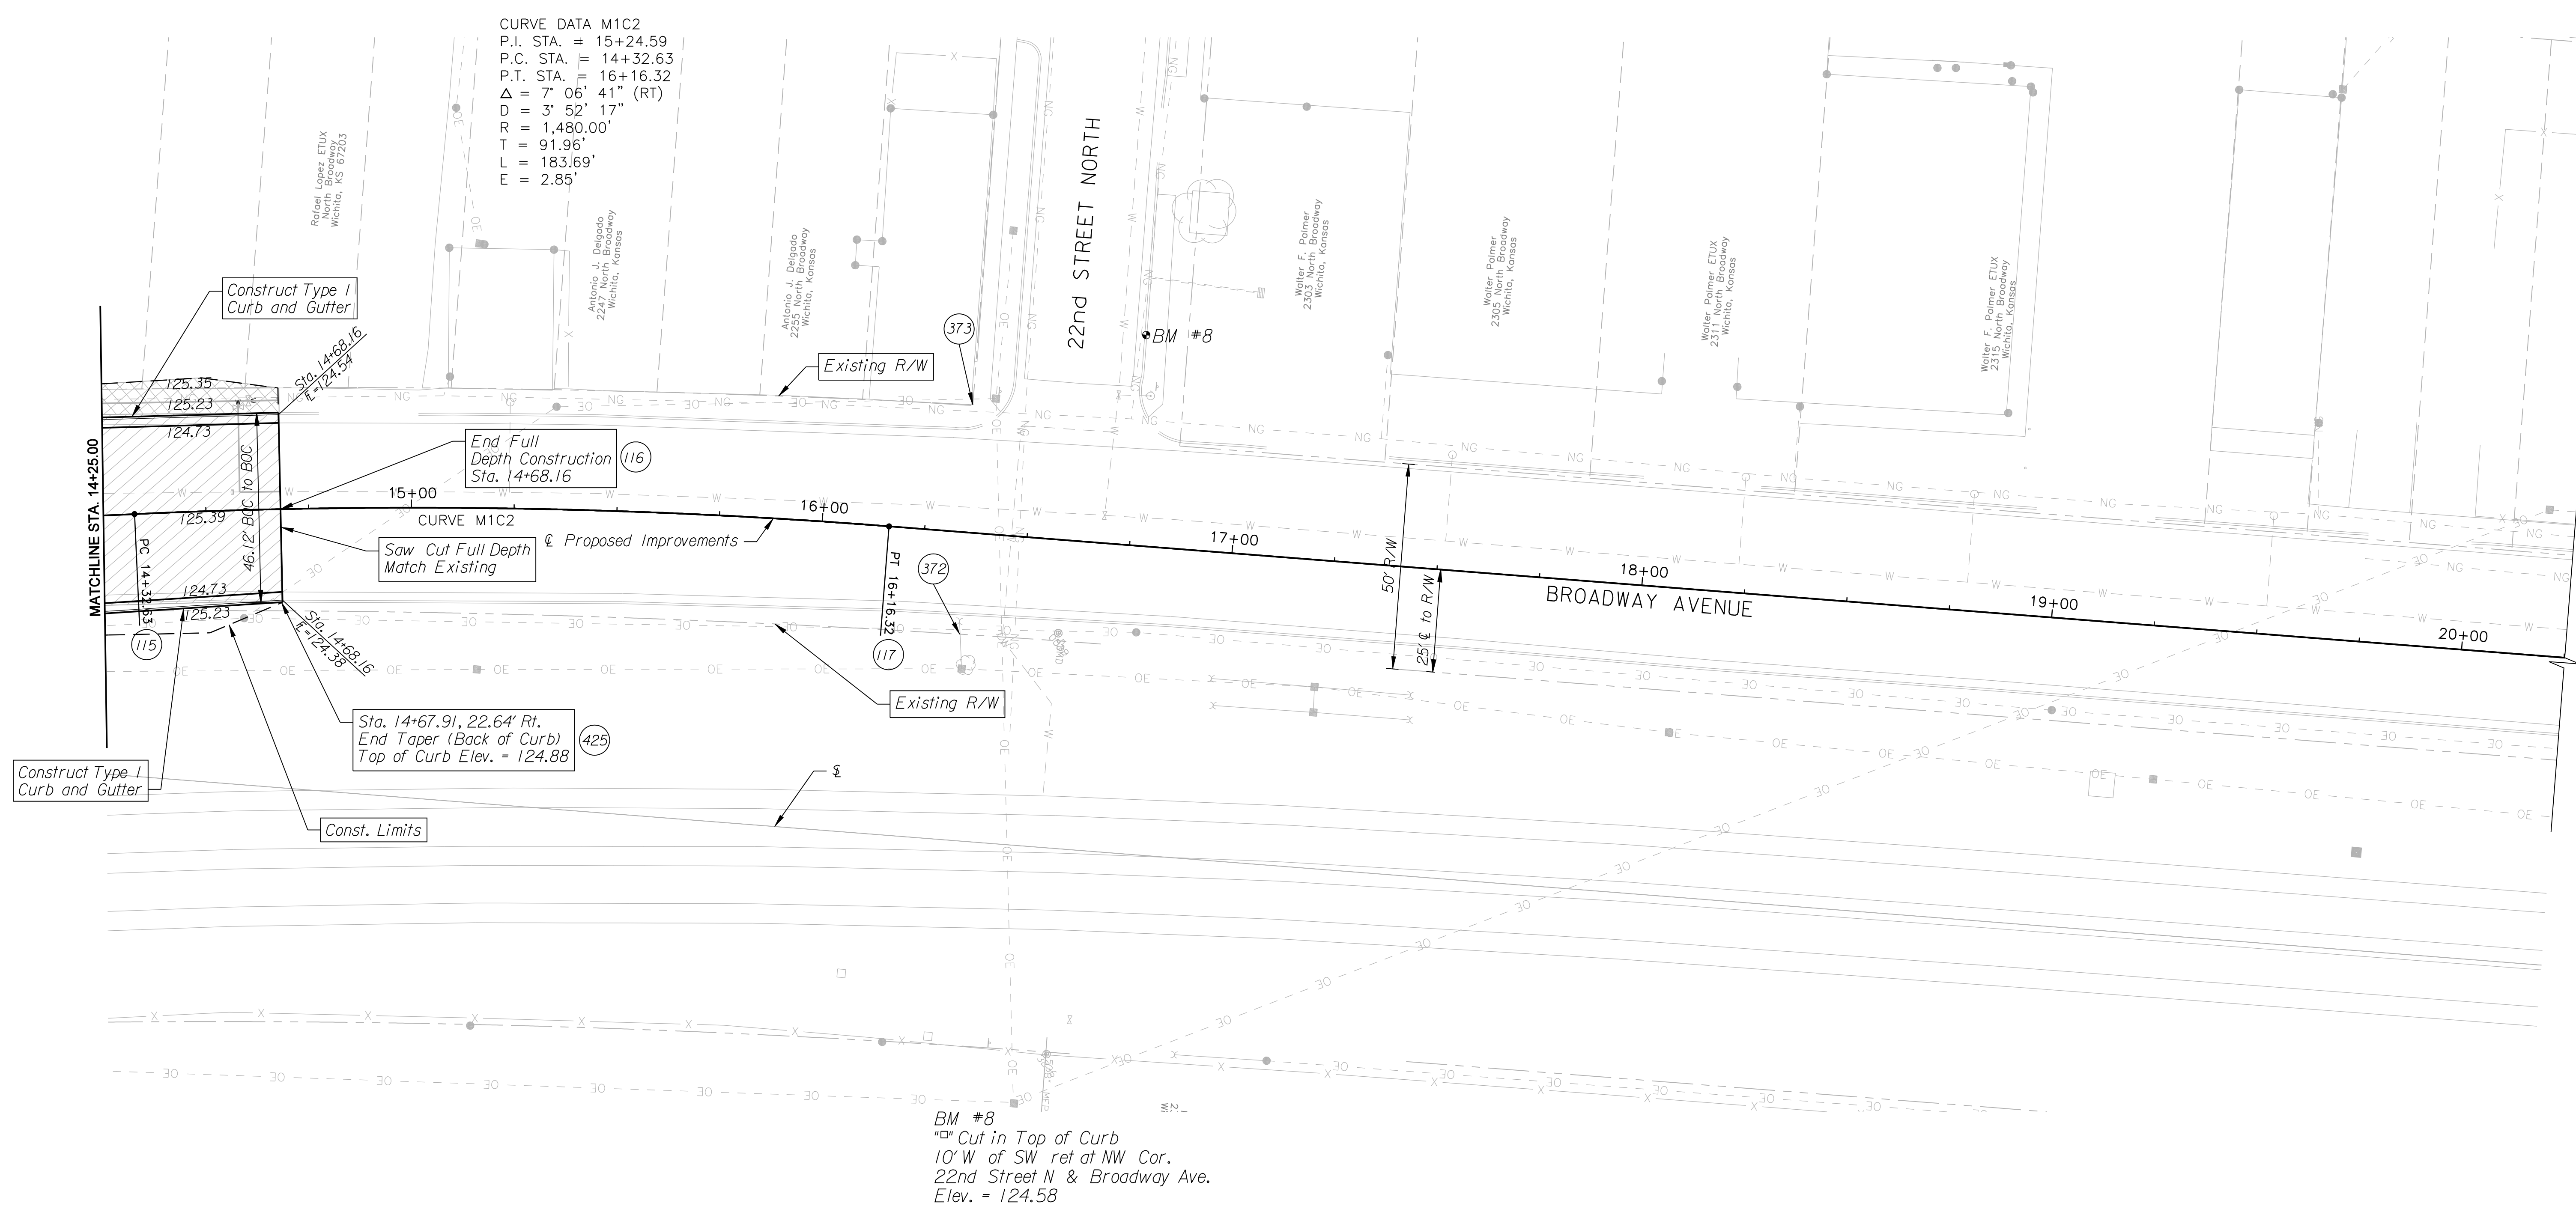 CURVE DATA M1C2
P.I. STA. = 15+24.59
P.C. STA. = 14+32.63
P.T. STA. = 16+16.32
Δ = 7° 06' 41" (RT)
D = 3° 52' 17"
R = 1,480.00'
T = 91.96'
L = 183.69'
E = 2.85'
Rafael Lopez ETUX
North Broadway
Wichita, KS 67203
Antonio J. Delgado
2247 North Broadway
Wichita, Kansas
Antonio J. Delgado
2255 North Broadway
Wichita, Kansas
22nd STREET NORTH
Walter F. Palmer
2303 North Broadway
Wichita, Kansas
Walter Palmer
2305 North Broadway
Wichita, Kansas
Walter Palmer ETUX
2311 North Broadway
Wichita, Kansas
Walter F. Palmer ETUX
2315 North Broadway
Wichita, Kansas
Construct Type I
Curb and Gutter
Sta. 14+68.16
℄=124.54
373
BM #8
Existing R/W
125.35
125.23
124.73
End Full
Depth Construction
Sta. 14+68.16
116
MATCHLINE STA. 14+25.00
46.12' BOC to BOC
125.39
15+00
CURVE M1C2
16+00
17+00
18+00
19+00
20+00
BROADWAY AVENUE
Saw Cut Full Depth
Match Existing
℄ Proposed Improvements
PC 14+32.63
115
PT 16+16.32
117
372
50' R/W
25' ℄ to R/W
124.73
125.23
Sta. 14+68.16
℄=124.38
Existing R/W
Sta. 14+67.91, 22.64' Rt.
End Taper (Back of Curb)
Top of Curb Elev. = 124.88
425
Construct Type I
Curb and Gutter
Const. Limits
BM #8
"□" Cut in Top of Curb
10' W of SW ret at NW Cor.
22nd Street N & Broadway Ave.
Elev. = 124.58